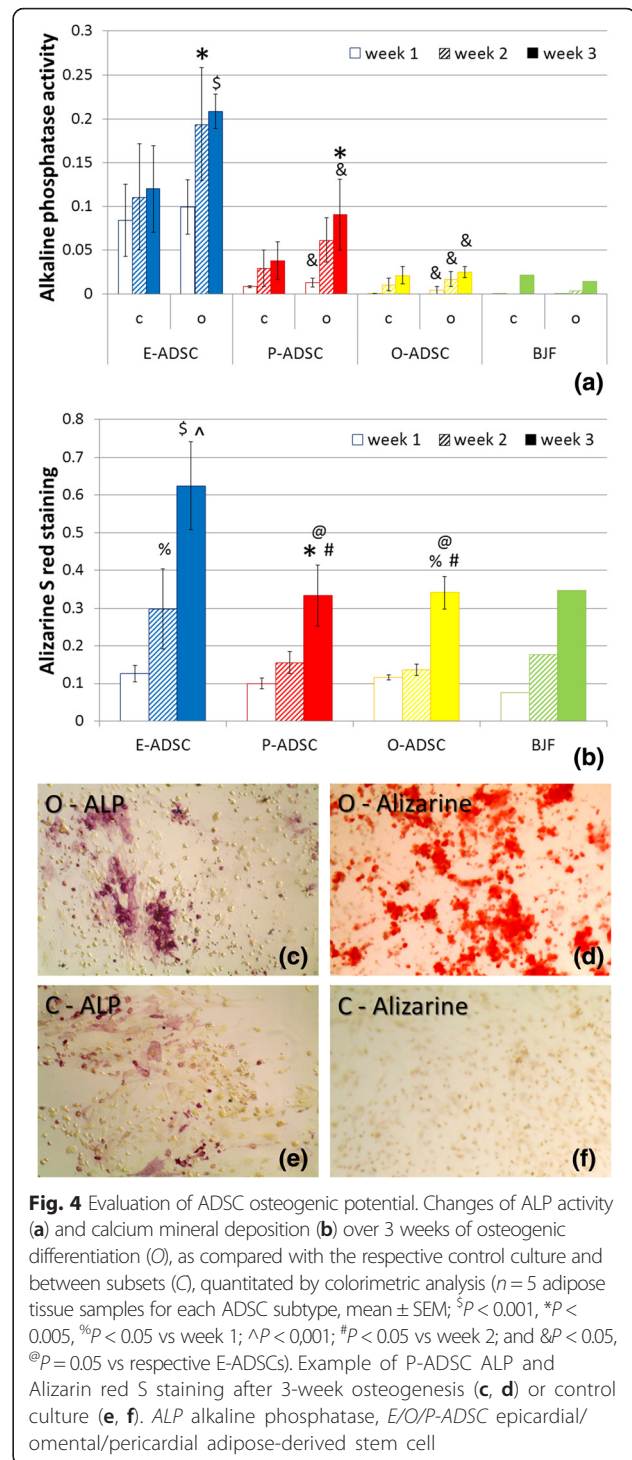 Alkaline phosphatase activity
0.3
0.25
0.2
0.15
0.1
0.05
0
week 1 week 2 week 3
* $ & * & & & &
c o c o c o c o
E-ADSC P-ADSC O-ADSC BJF
(a)
Alizarine S red staining
0.8
0.7
0.6
0.5
0.4
0.3
0.2
0.1
0
week 1 week 2 week 3
% $ ^ @ * # @ % #
E-ADSC P-ADSC O-ADSC BJF
(b)
O - ALP
(c)
O - Alizarine
(d)
C - ALP
(e)
C - Alizarine
(f)
Fig. 4 Evaluation of ADSC osteogenic potential. Changes of ALP activity
(a) and calcium mineral deposition (b) over 3 weeks of osteogenic
differentiation (O), as compared with the respective control culture and
between subsets (C), quantitated by colorimetric analysis (n = 5 adipose
tissue samples for each ADSC subtype, mean ± SEM; $P < 0.001, *P <
0.005, %P < 0.05 vs week 1; ^P < 0,001; #P < 0.05 vs week 2; and &P < 0.05,
@P = 0.05 vs respective E-ADSCs). Example of P-ADSC ALP and
Alizarin red S staining after 3-week osteogenesis (c, d) or control
culture (e, f). ALP alkaline phosphatase, E/O/P-ADSC epicardial/
omental/pericardial adipose-derived stem cell